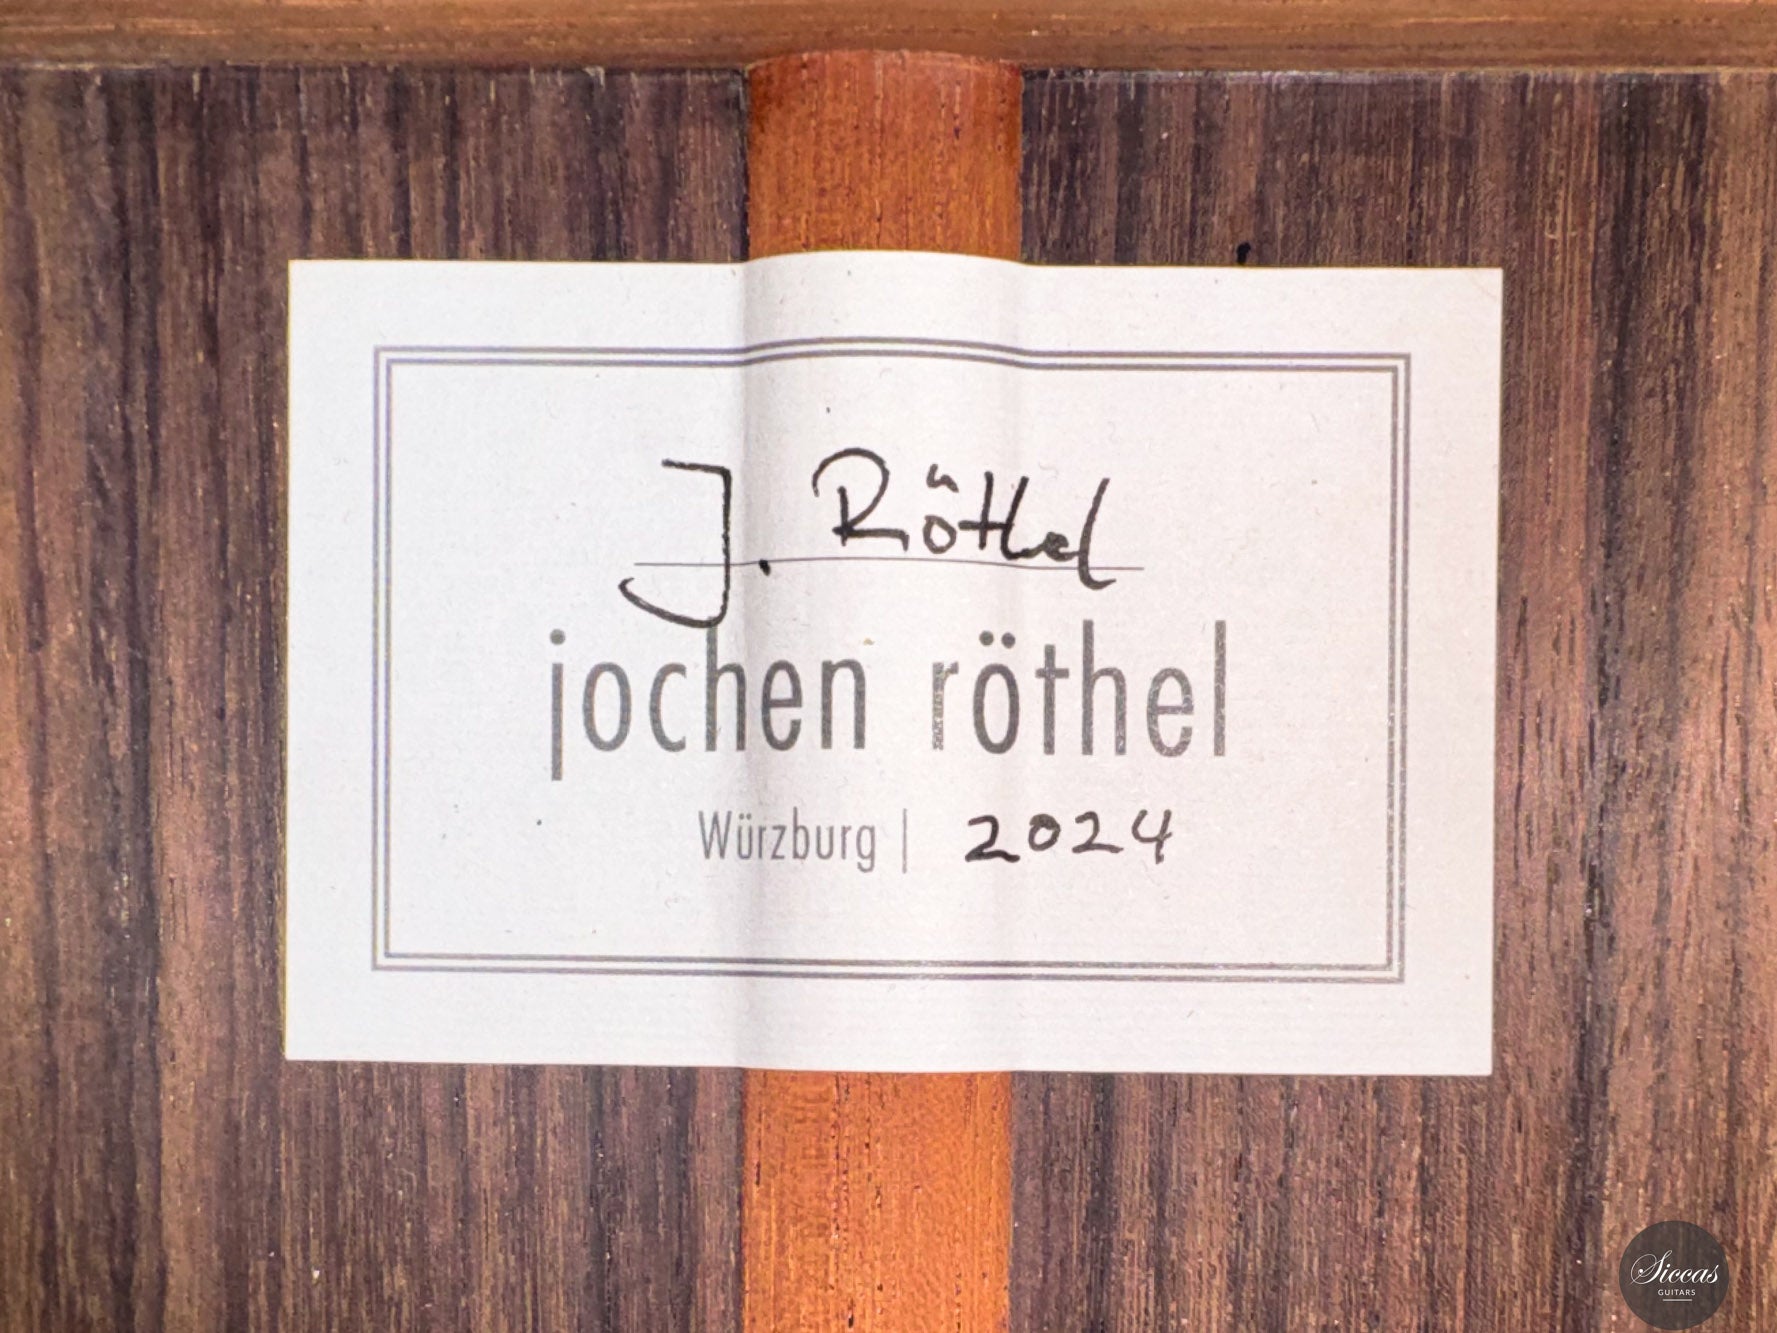 J. Röthel
jochen röthel
Würzburg | 2024
Siccas
GUITARS